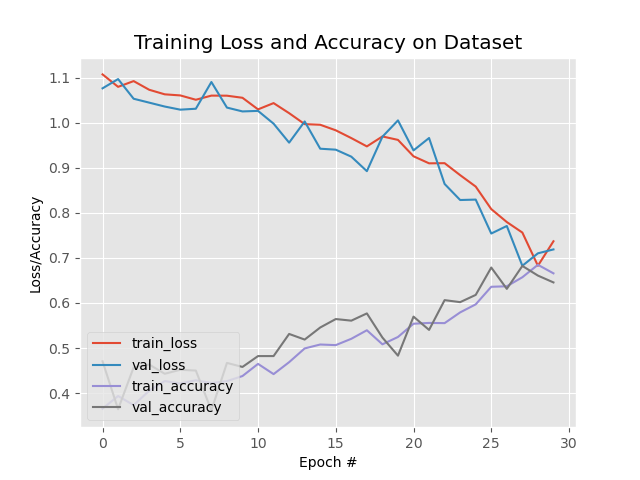 Training Loss and Accuracy on Dataset
1.1
1.0
0.9
0.8
0.7
0.6
0.5
0.4
Loss/Accuracy
train_loss
val_loss
train_accuracy
val_accuracy
0 5 10 15 20 25 30
Epoch #